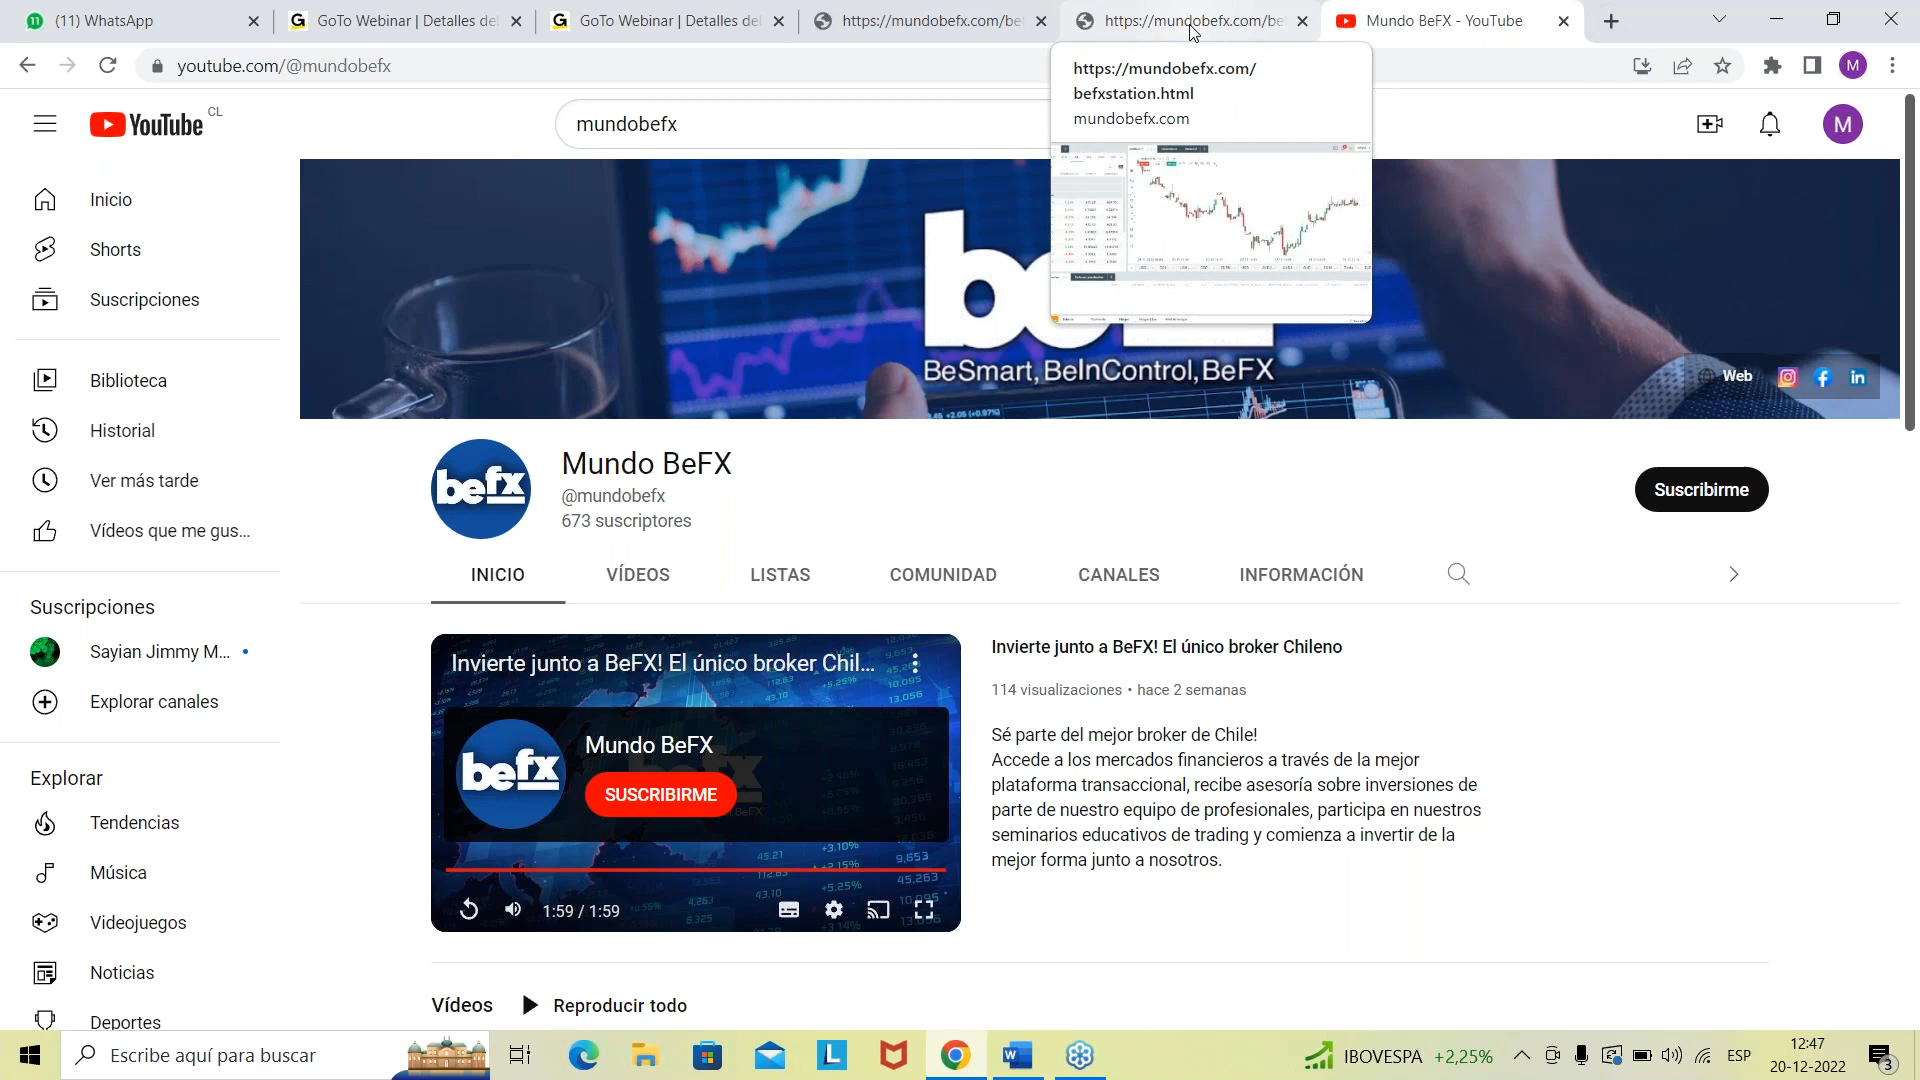 (11) WhatsApp
GoTo Webinar | Detalles del
GoTo Webinar | Detalles del
https://mundobefx.com/be
https://mundobefx.com/be
Mundo BeFX - YouTube
youtube.com/@mundobefx
M
https://mundobefx.com/
befxstation.html
mundobefx.com
YouTube CL
mundobefx
M
Inicio
Shorts
Suscripciones
Biblioteca
Historial
Ver más tarde
Vídeos que me gus...
Suscripciones
Sayian Jimmy M...
Explorar canales
Explorar
Tendencias
Música
Videojuegos
Noticias
Deportes
BeSmart, BeInControl, BeFX
Web
befx
Mundo BeFX
@mundobefx
673 suscriptores
Suscribirme
INICIO
VÍDEOS
LISTAS
COMUNIDAD
CANALES
INFORMACIÓN
Invierte junto a BeFX! El único broker Chil...
befx
Mundo BeFX
SUSCRIBIRME
1:59 / 1:59
Invierte junto a BeFX! El único broker Chileno
114 visualizaciones • hace 2 semanas
Sé parte del mejor broker de Chile!
Accede a los mercados financieros a través de la mejor
plataforma transaccional, recibe asesoría sobre inversiones de
parte de nuestro equipo de profesionales, participa en nuestros
seminarios educativos de trading y comienza a invertir de la
mejor forma junto a nosotros.
Vídeos
Reproducir todo
Escribe aquí para buscar
IBOVESPA +2,25%
ESP
12:47
20-12-2022
3